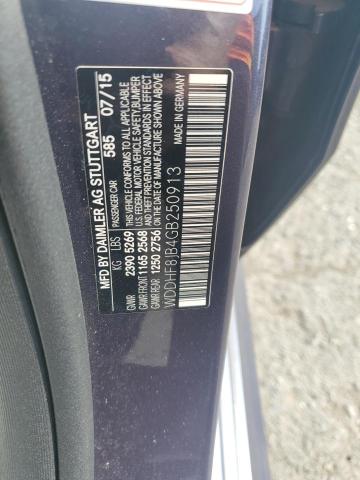 MFD BY DAIMLER AG STUTTGART
585 07/15
PASSENGER CAR
KG LBS
GVWR 2390 5269
GAWR FRONT 1165 2568
GAWR REAR 1250 2756
THIS VEHICLE CONFORMS TO ALL APPLICABLE
U.S. FEDERAL MOTOR VEHICLE SAFETY, BUMPER
AND THEFT PREVENTION STANDARDS IN EFFECT
ON THE DATE OF MANUFACTURE SHOWN ABOVE
WDDHF8JB4GB250913
MADE IN GERMANY